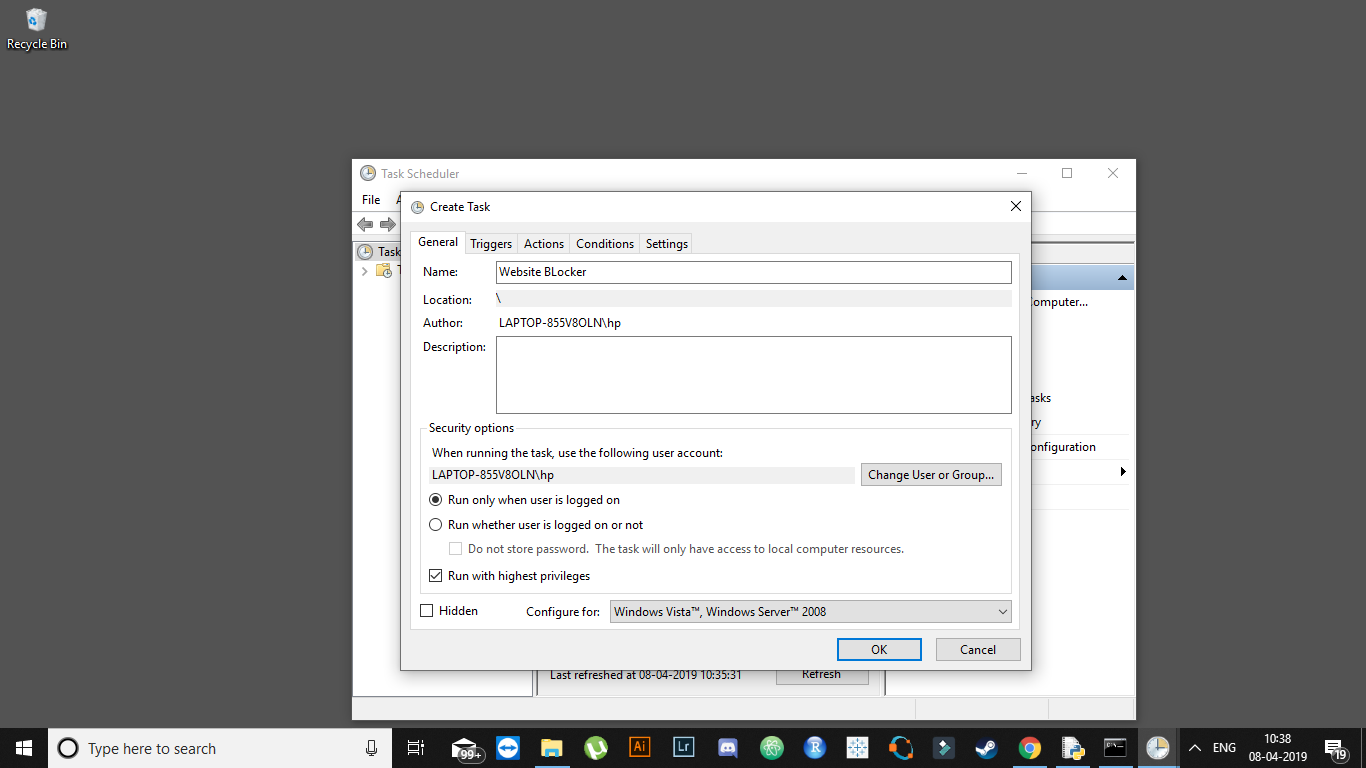 Recycle Bin
Task Scheduler
File
Create Task
General Triggers Actions Conditions Settings
Task
Name: Website BLocker
Location: \
omputer...
Author: LAPTOP-855V8OLN\hp
Description:
asks
ry
Security options
onfiguration
When running the task, use the following user account:
LAPTOP-855V8OLN\hp Change User or Group...
Run only when user is logged on
Run whether user is logged on or not
Do not store password. The task will only have access to local computer resources.
Run with highest privileges
Hidden Configure for: Windows Vista™, Windows Server™ 2008
OK Cancel
Last refreshed at 08-04-2019 10:35:31 Refresh
Type here to search
99+
Ai
Lr
R
ENG
10:38
08-04-2019
19